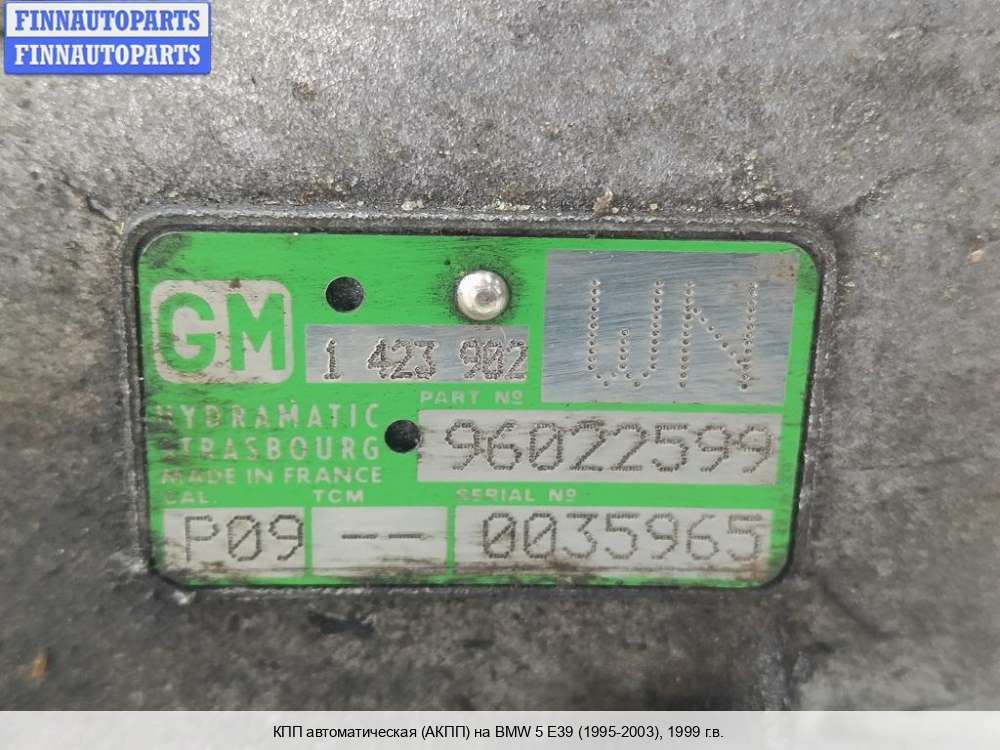 FINNAUTOPARTS
FINNAUTOPARTS
GM
1 423 902
WN
PART Nº
HYDRAMATIC
STRASBOURG
MADE IN FRANCE
96022599
CAL. TCM SERIAL Nº
P09 -- 0035965
КПП автоматическая (АКПП) на BMW 5 E39 (1995-2003), 1999 г.в.